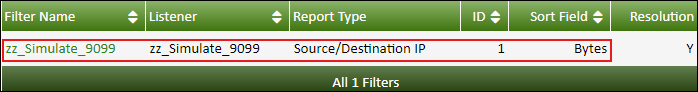 Filter Name Listener Report Type ID Sort Field Resolution
zz_Simulate_9099 zz_Simulate_9099 Source/Destination IP 1 Bytes Y
All 1 Filters